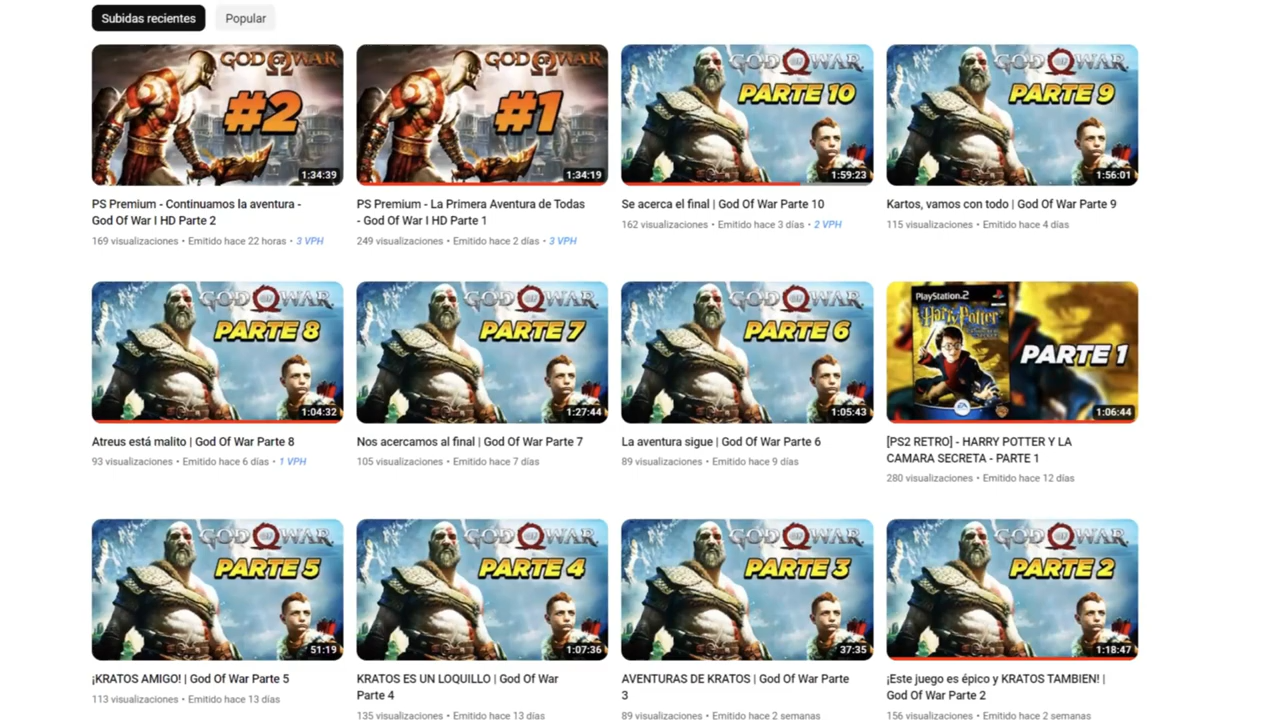 Subidas recientes
Popular
GOD OF WAR
#2
1:34:39
GOD OF WAR
#1
1:34:19
GOD WAR
PARTE 10
1:59:23
GOD WAR
PARTE 9
1:56:01
PS Premium - Continuamos la aventura -
God Of War I HD Parte 2
169 visualizaciones • Emitido hace 22 horas • 3 VPH
PS Premium - La Primera Aventura de Todas
- God Of War I HD Parte 1
249 visualizaciones • Emitido hace 2 días • 3 VPH
Se acerca el final | God Of War Parte 10
162 visualizaciones • Emitido hace 3 días • 2 VPH
Kartos, vamos con todo | God Of War Parte 9
115 visualizaciones • Emitido hace 4 días
GOD WAR
PARTE 8
1:04:32
GOD WAR
PARTE 7
1:27:44
GOD WAR
PARTE 6
1:05:43
PlayStation 2
Harry Potter
PARTE 1
EA
1:06:44
Atreus está malito | God Of War Parte 8
93 visualizaciones • Emitido hace 6 días • 1 VPH
Nos acercamos al final | God Of War Parte 7
105 visualizaciones • Emitido hace 7 días
La aventura sigue | God Of War Parte 6
89 visualizaciones • Emitido hace 9 días
[PS2 RETRO] - HARRY POTTER Y LA
CAMARA SECRETA - PARTE 1
280 visualizaciones • Emitido hace 12 días
GOD WAR
PARTE 5
51:19
GOD WAR
PARTE 4
1:07:36
GOD WAR
PARTE 3
37:35
GOD WAR
PARTE 2
1:18:47
¡KRATOS AMIGO! | God Of War Parte 5
113 visualizaciones • Emitido hace 13 días
KRATOS ES UN LOQUILLO | God Of War
Parte 4
135 visualizaciones • Emitido hace 13 días
AVENTURAS DE KRATOS | God Of War Parte
3
89 visualizaciones • Emitido hace 2 semanas
¡Este juego es épico y KRATOS TAMBIEN! |
God Of War Parte 2
156 visualizaciones • Emitido hace 2 semanas